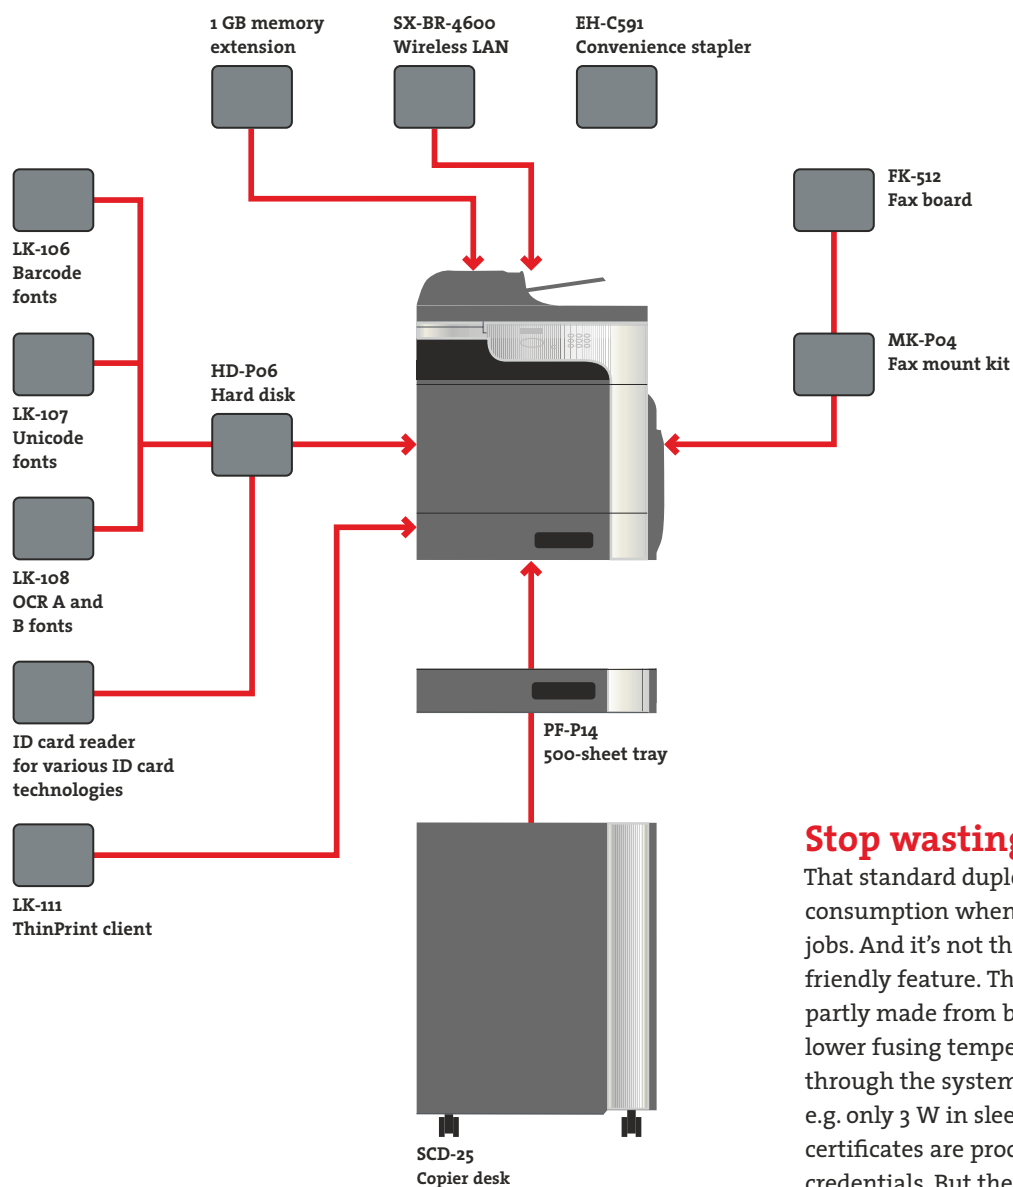 1 GB memory
extension
SX-BR-4600
Wireless LAN
EH-C591
Convenience stapler
FK-512
Fax board
LK-106
Barcode
fonts
MK-P04
Fax mount kit
HD-P06
Hard disk
LK-107
Unicode
fonts
LK-108
OCR A and
B fonts
ID card reader
for various ID card
technologies
PF-P14
500-sheet tray
LK-111
ThinPrint client
SCD-25
Copier desk
Stop wasting
That standard duple
consumption when
jobs. And it’s not th
friendly feature. Th
partly made from b
lower fusing tempe
through the system
e.g. only 3 W in slee
certificates are proc
credentials. But the